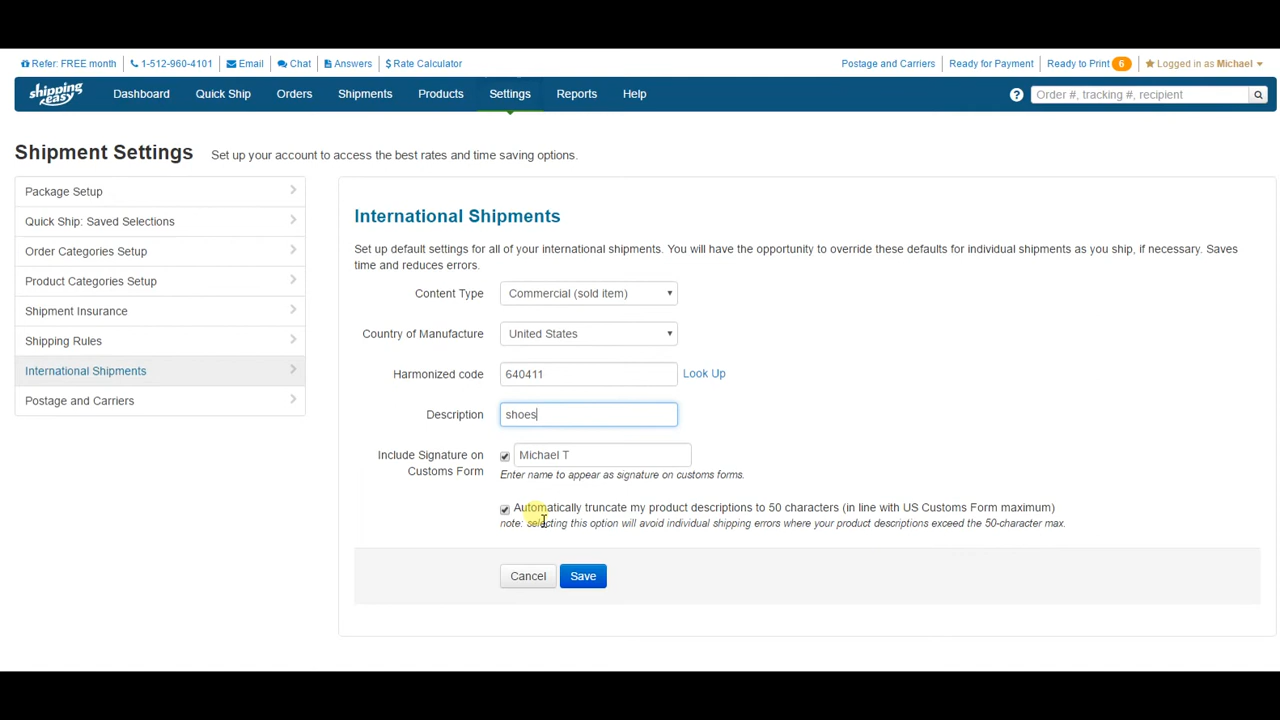 Refer: FREE month 1-512-960-4101 Email Chat Answers Rate Calculator Postage and Carriers Ready for Payment Ready to Print 6 Logged in as Michael
shipping easy Dashboard Quick Ship Orders Shipments Products Settings Reports Help ? Order #, tracking #, recipient
Shipment Settings Set up your account to access the best rates and time saving options.
Package Setup
Quick Ship: Saved Selections
Order Categories Setup
Product Categories Setup
Shipment Insurance
Shipping Rules
International Shipments
Postage and Carriers
International Shipments
Set up default settings for all of your international shipments. You will have the opportunity to override these defaults for individual shipments as you ship, if necessary. Saves
time and reduces errors.
Content Type Commercial (sold item)
Country of Manufacture United States
Harmonized code 640411 Look Up
Description shoes
Include Signature on Customs Form Michael T
Enter name to appear as signature on customs forms.
Automatically truncate my product descriptions to 50 characters (in line with US Customs Form maximum)
note: selecting this option will avoid individual shipping errors where your product descriptions exceed the 50-character max.
Cancel Save